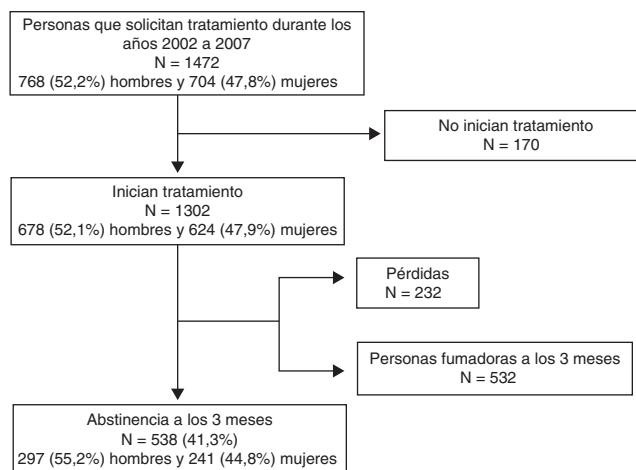 Personas que solicitan tratamiento durante los
años 2002 a 2007
N = 1472
768 (52,2%) hombres y 704 (47,8%) mujeres
No inician tratamiento
N = 170
Inician tratamiento
N = 1302
678 (52,1%) hombres y 624 (47,9%) mujeres
Pérdidas
N = 232
Personas fumadoras a los 3 meses
N = 532
Abstinencia a los 3 meses
N = 538 (41,3%)
297 (55,2%) hombres y 241 (44,8%) mujeres